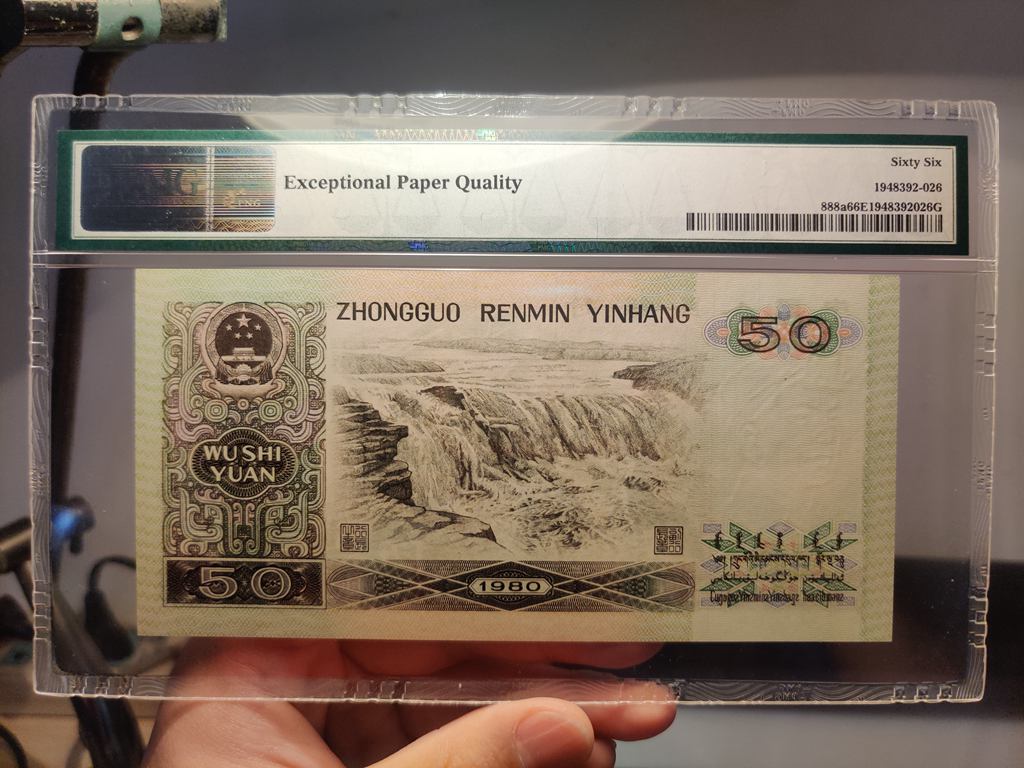 Exceptional Paper Quality
Sixty Six
1948392-026
888a66E1948392026G
ZHONGGUO RENMIN YINHANG
50
WU SHI
YUAN
50
1980